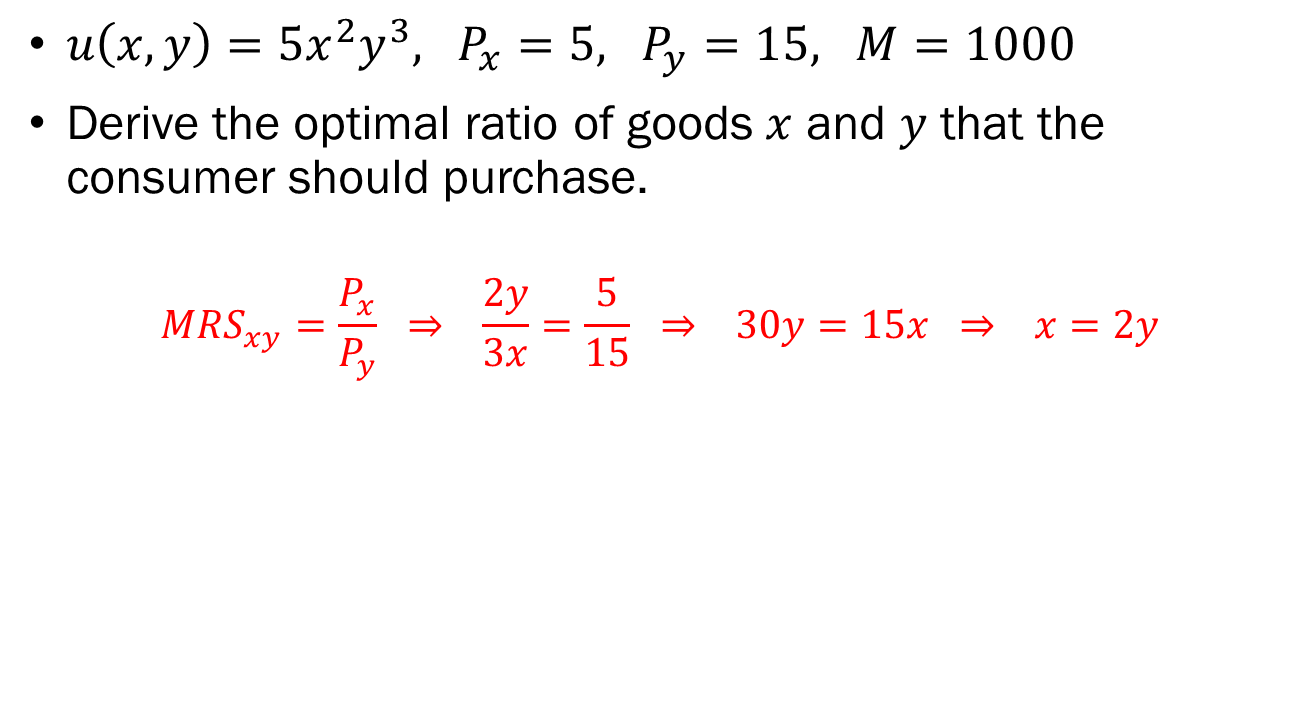 • u(x, y) = 5x²y³, Pₓ = 5, P_y = 15, M = 1000
• Derive the optimal ratio of goods x and y that the
consumer should purchase.
MRS_xy = Pₓ/P_y ⇒ 2y/3x = 5/15 ⇒ 30y = 15x ⇒ x = 2y